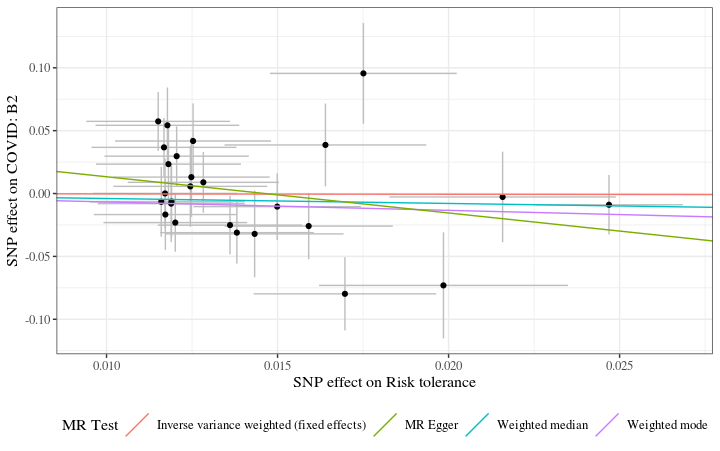 SNP effect on COVID: B2
0.10
0.05
0.00
-0.05
-0.10
0.010
0.015
0.020
0.025
SNP effect on Risk tolerance
MR Test
Inverse variance weighted (fixed effects)
MR Egger
Weighted median
Weighted mode